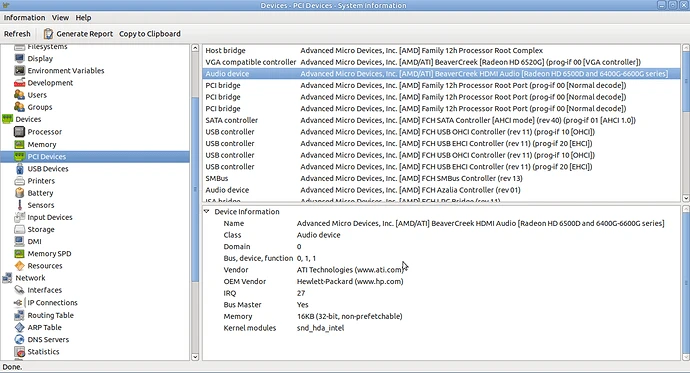 Devices - PCI Devices - System Information
Information View Help
Refresh Generate Report Copy to Clipboard
Filesystems
Display
Environment Variables
Development
Users
Groups
Devices
Processor
Memory
PCI Devices
USB Devices
Printers
Battery
Sensors
Input Devices
Storage
DMI
Memory SPD
Resources
Network
Interfaces
IP Connections
Routing Table
ARP Table
DNS Servers
Statistics
Host bridge Advanced Micro Devices, Inc. [AMD] Family 12h Processor Root Complex
VGA compatible controller Advanced Micro Devices, Inc. [AMD/ATI] BeaverCreek [Radeon HD 6520G] (prog-if 00 [VGA controller])
Audio device Advanced Micro Devices, Inc. [AMD/ATI] BeaverCreek HDMI Audio [Radeon HD 6500D and 6400G-6600G series]
PCI bridge Advanced Micro Devices, Inc. [AMD] Family 12h Processor Root Port (prog-if 00 [Normal decode])
PCI bridge Advanced Micro Devices, Inc. [AMD] Family 12h Processor Root Port (prog-if 00 [Normal decode])
PCI bridge Advanced Micro Devices, Inc. [AMD] Family 12h Processor Root Port (prog-if 00 [Normal decode])
SATA controller Advanced Micro Devices, Inc. [AMD] FCH SATA Controller [AHCI mode] (rev 40) (prog-if 01 [AHCI 1.0])
USB controller Advanced Micro Devices, Inc. [AMD] FCH USB OHCI Controller (rev 11) (prog-if 10 [OHCI])
USB controller Advanced Micro Devices, Inc. [AMD] FCH USB EHCI Controller (rev 11) (prog-if 20 [EHCI])
USB controller Advanced Micro Devices, Inc. [AMD] FCH USB OHCI Controller (rev 11) (prog-if 10 [OHCI])
USB controller Advanced Micro Devices, Inc. [AMD] FCH USB EHCI Controller (rev 11) (prog-if 20 [EHCI])
SMBus Advanced Micro Devices, Inc. [AMD] FCH SMBus Controller (rev 13)
Audio device Advanced Micro Devices, Inc. [AMD] FCH Azalia Controller (rev 01)
ISA bridge Advanced Micro Devices, Inc. [AMD] FCH LPC Bridge (rev 11)
Device Information
Name Advanced Micro Devices, Inc. [AMD/ATI] BeaverCreek HDMI Audio [Radeon HD 6500D and 6400G-6600G series]
Class Audio device
Domain 0
Bus, device, function 0, 1, 1
Vendor ATI Technologies (www.ati.com)
OEM Vendor Hewlett-Packard (www.hp.com)
IRQ 27
Bus Master Yes
Memory 16KB (32-bit, non-prefetchable)
Kernel modules snd_hda_intel
Done.